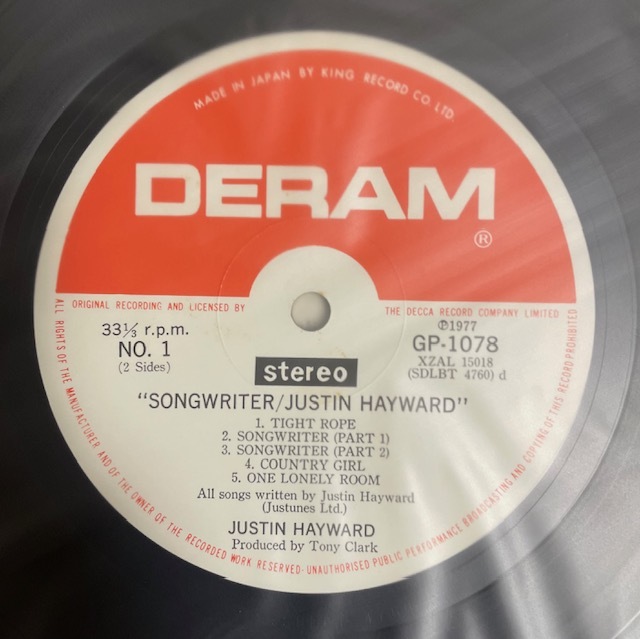 MADE IN JAPAN BY KING RECORD CO. LTD.
DERAM
®
ORIGINAL RECORDING AND LICENSED BY THE DECCA RECORD COMPANY LIMITED
33⅓ r.p.m.
NO. 1
(2 Sides)
℗1977
GP-1078
XZAL 15018
(SDLBT 4760) d
stereo
"SONGWRITER/JUSTIN HAYWARD"
1. TIGHT ROPE
2. SONGWRITER (PART 1)
3. SONGWRITER (PART 2)
4. COUNTRY GIRL
5. ONE LONELY ROOM
All songs written by Justin Hayward
(Justunes Ltd.)
JUSTIN HAYWARD
Produced by Tony Clark
ALL RIGHTS OF THE MANUFACTURER AND OF THE OWNER OF THE RECORDED WORK RESERVED·UNAUTHORISED PUBLIC PERFORMANCE BROADCASTING AND COPYING OF THIS RECORD PROHIBITED